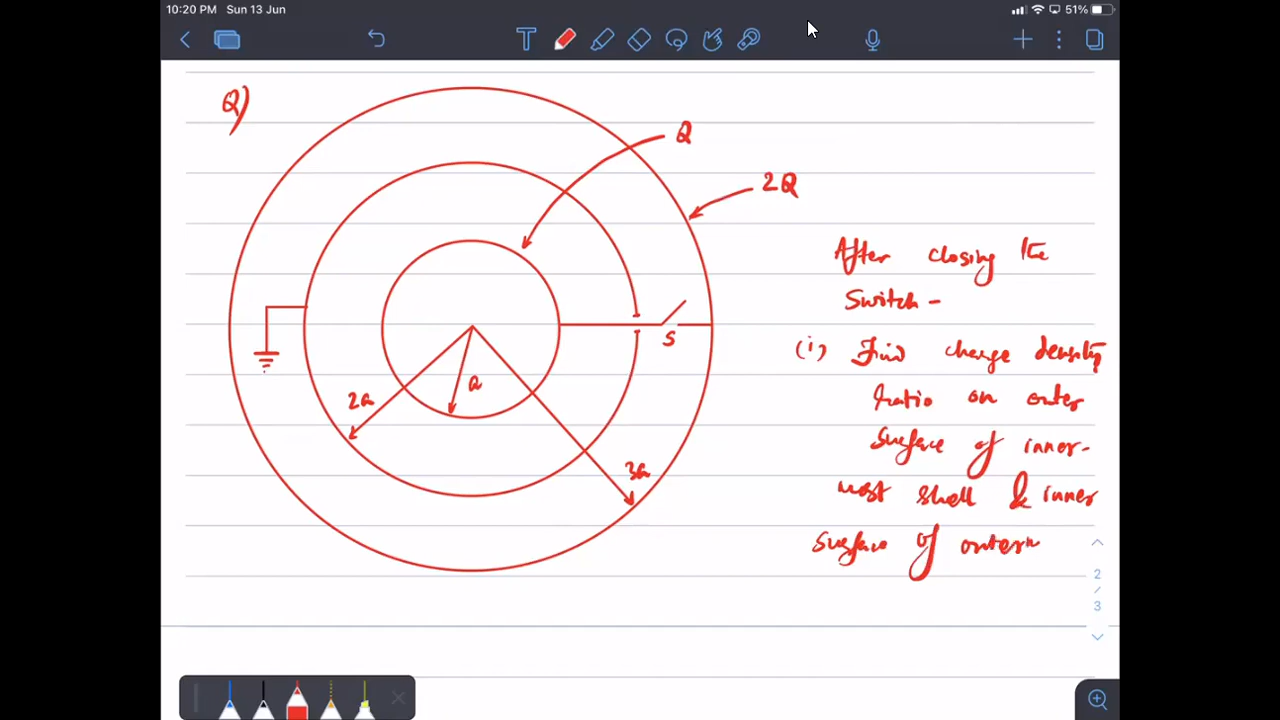 10:20 PM Sun 13 Jun
51%
T
Q)
Q
2Q
After closing the
Switch -
S
(i) Find charge density
ratio on outer
a
2a
surface of inner-
3a
most shell & inner
surface of outerm
2
/
3